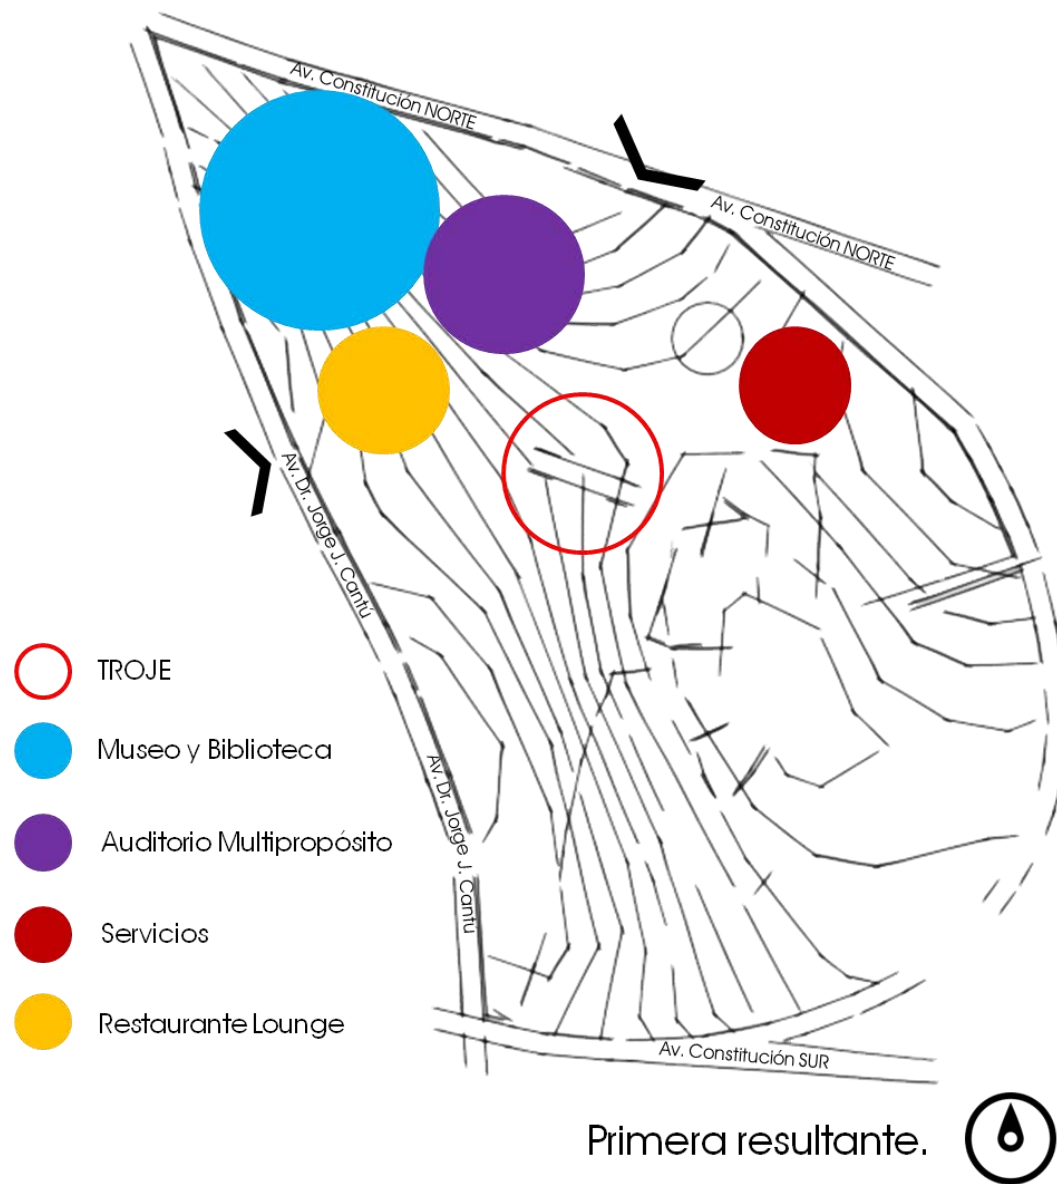 Av. Constitución NORTE
Av. Constitución NORTE
Av. Dr. Jorge J. Cantú
TROJE
Museo y Biblioteca
Av. Dr. Jorge J. Cantú
Auditorio Multipropósito
Servicios
Restaurante Lounge
Av. Constitución SUR
Primera resultante.